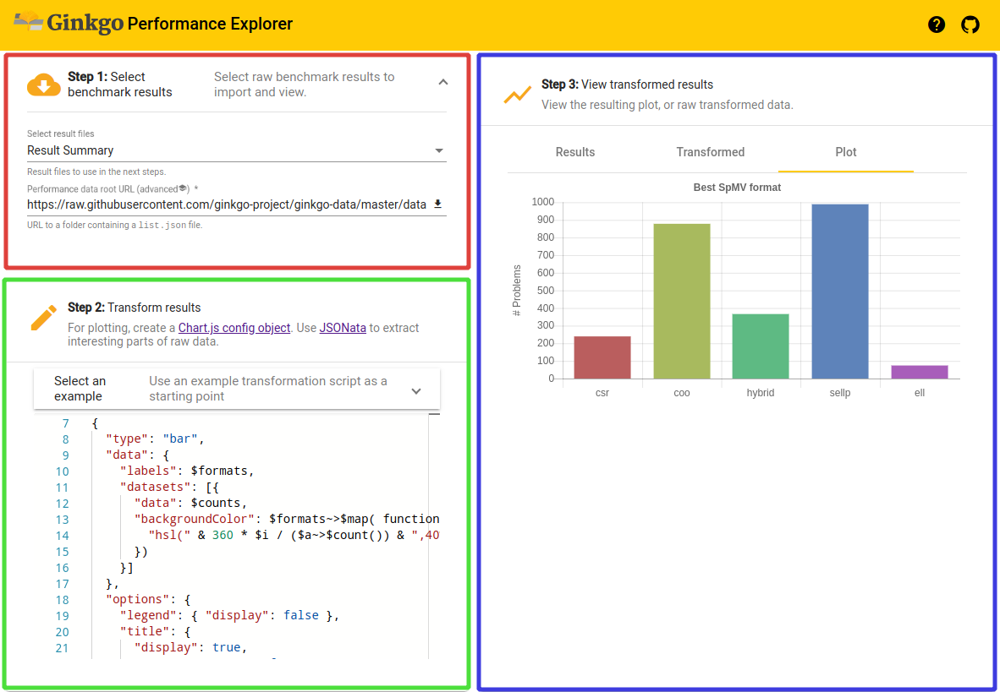 Ginkgo Performance Explorer
Step 1: Select
benchmark results
Select raw benchmark results to
import and view.
Select result files
Result Summary
Result files to use in the next steps.
Performance data root URL (advanced) *
https://raw.githubusercontent.com/ginkgo-project/ginkgo-data/master/data
URL to a folder containing a list.json file.
Step 2: Transform results
For plotting, create a Chart.js config object. Use JSONata to extract
interesting parts of raw data.
Select an
example
Use an example transformation script as a
starting point
7 {
8 "type": "bar",
9 "data": {
10 "labels": $formats,
11 "datasets": [{
12 "data": $counts,
13 "backgroundColor": $formats~>$map( function
14 "hsl(" & 360 * $i / ($a~>$count()) & ",40
15 })
16 }]
17 },
18 "options": {
19 "legend": { "display": false },
20 "title": {
21 "display": true,
Step 3: View transformed results
View the resulting plot, or raw transformed data.
Results Transformed Plot
Best SpMV format
# Problems
1000
900
800
700
600
500
400
300
200
100
0
csr coo hybrid sellp ell